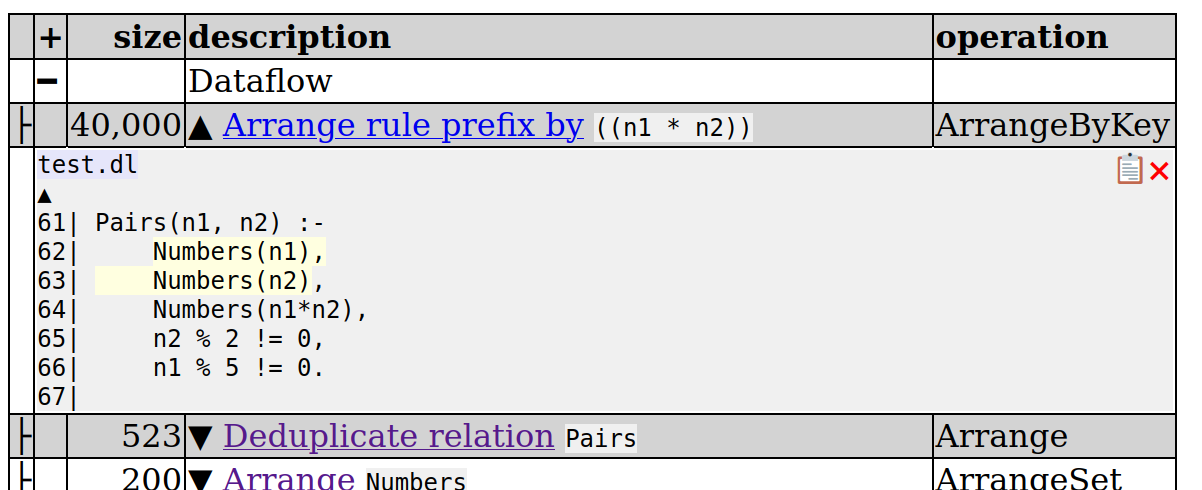 + size description operation
− Dataflow
├ 40,000 ▲ Arrange rule prefix by ((n1 * n2)) ArrangeByKey
test.dl
▲
61| Pairs(n1, n2) :-
62|     Numbers(n1),
63|     Numbers(n2),
64|     Numbers(n1*n2),
65|     n2 % 2 != 0,
66|     n1 % 5 != 0.
67|
├ 523 ▼ Deduplicate relation Pairs Arrange
├ 200 ▼ Arrange Numbers ArrangeSet